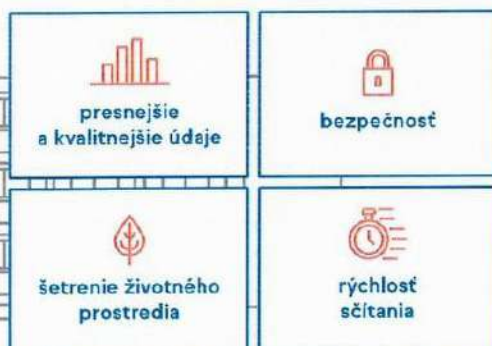 presnejšie
a kvalitnejšie údaje
bezpečnosť
šetrenie životného
prostredia
rýchlosť
sčítania